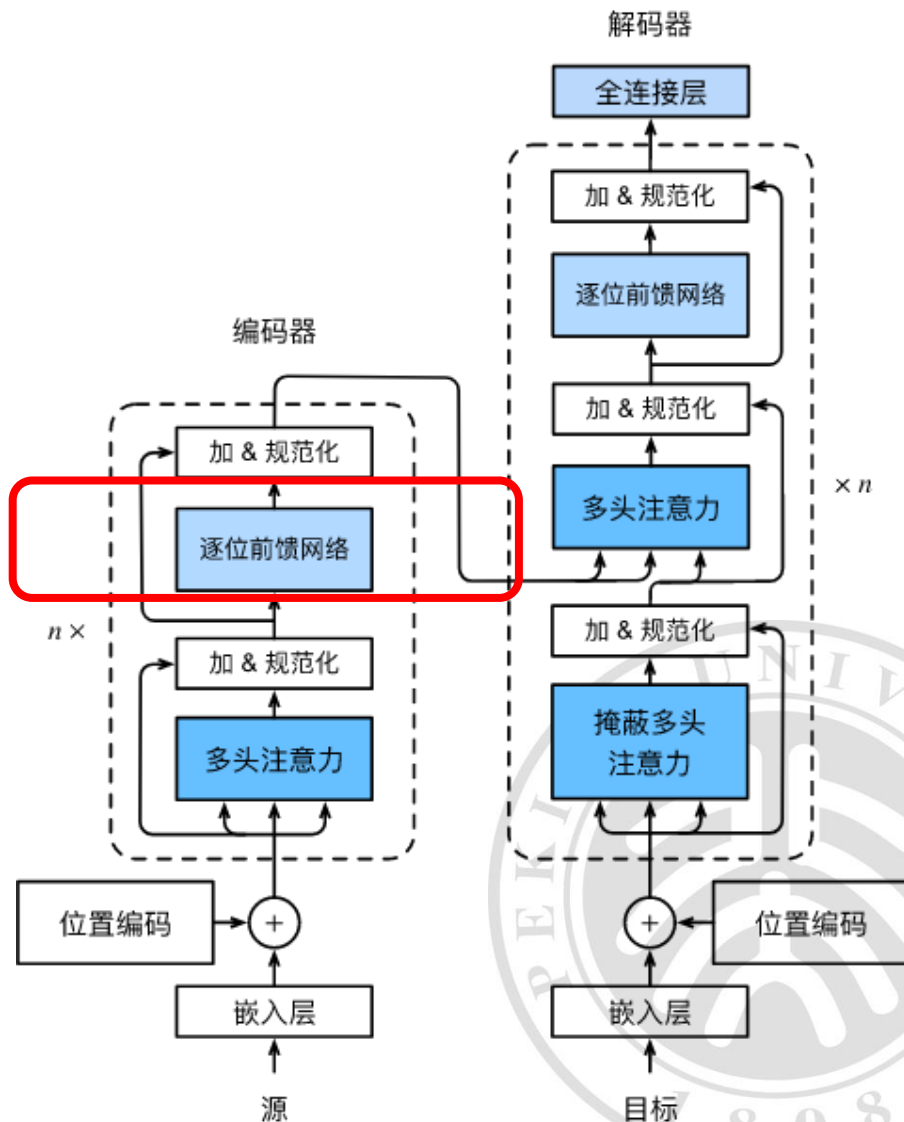 解码器
全连接层
加 & 规范化
逐位前馈网络
加 & 规范化
多头注意力
× n
加 & 规范化
掩蔽多头
注意力
位置编码
嵌入层
目标
编码器
加 & 规范化
逐位前馈网络
n ×
加 & 规范化
多头注意力
位置编码
嵌入层
源
PEKI
UNIV